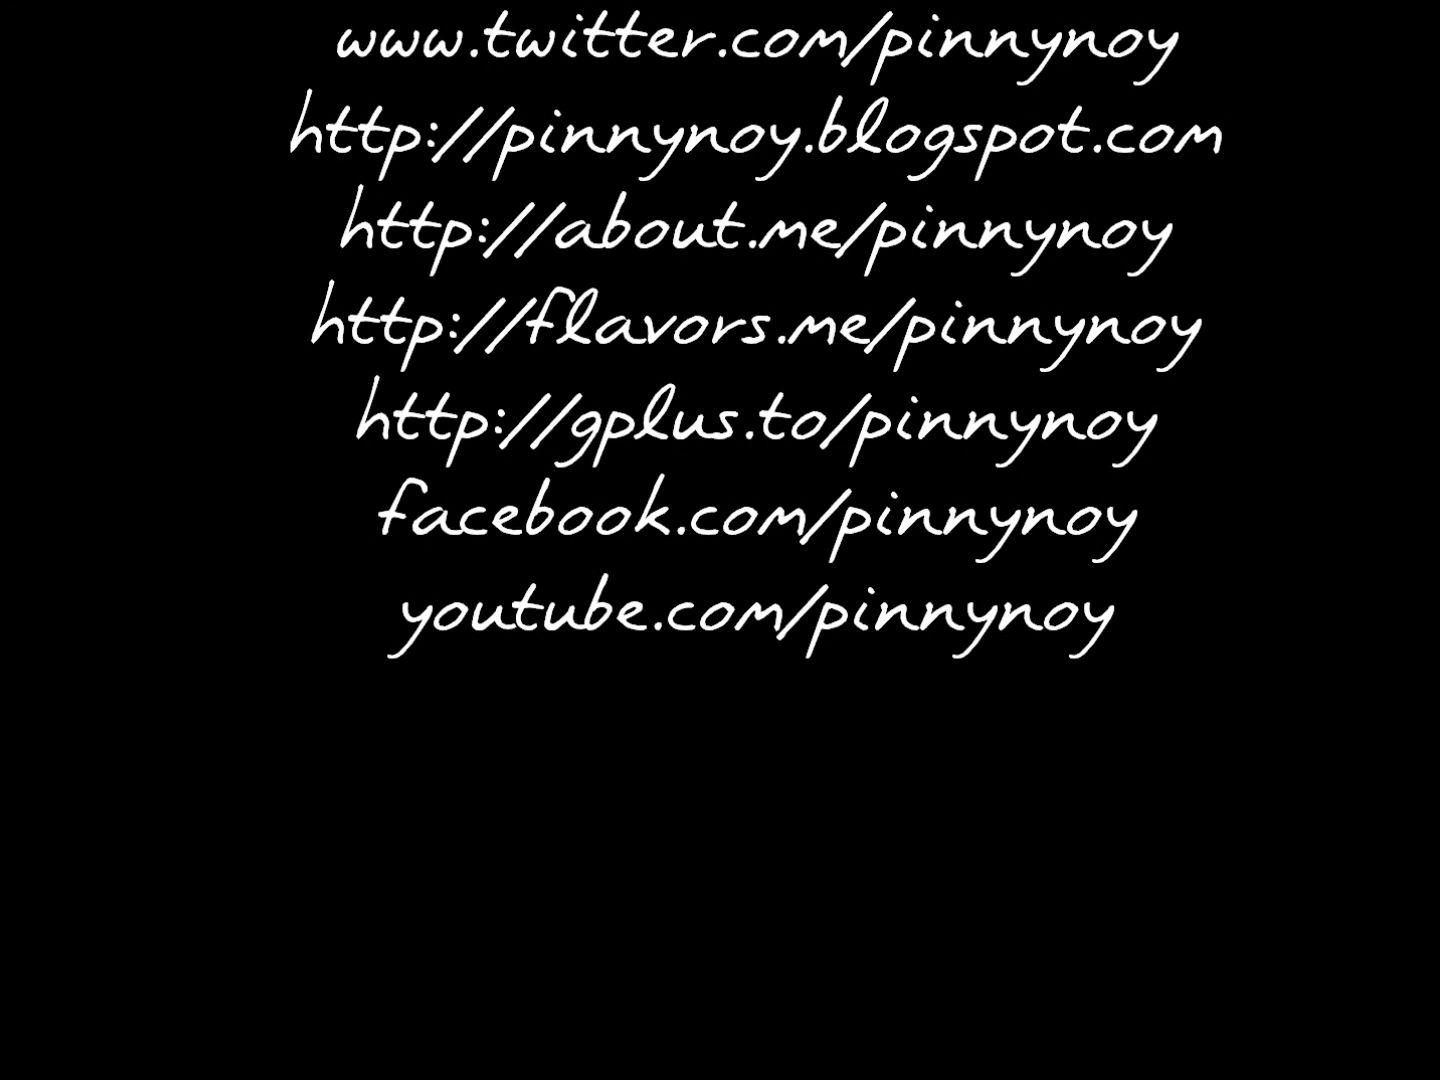 www.twitter.com/pinnynoy
http://pinnynoy.blogspot.com
http://about.me/pinnynoy
http://flavors.me/pinnynoy
http://gplus.to/pinnynoy
facebook.com/pinnynoy
youtube.com/pinnynoy